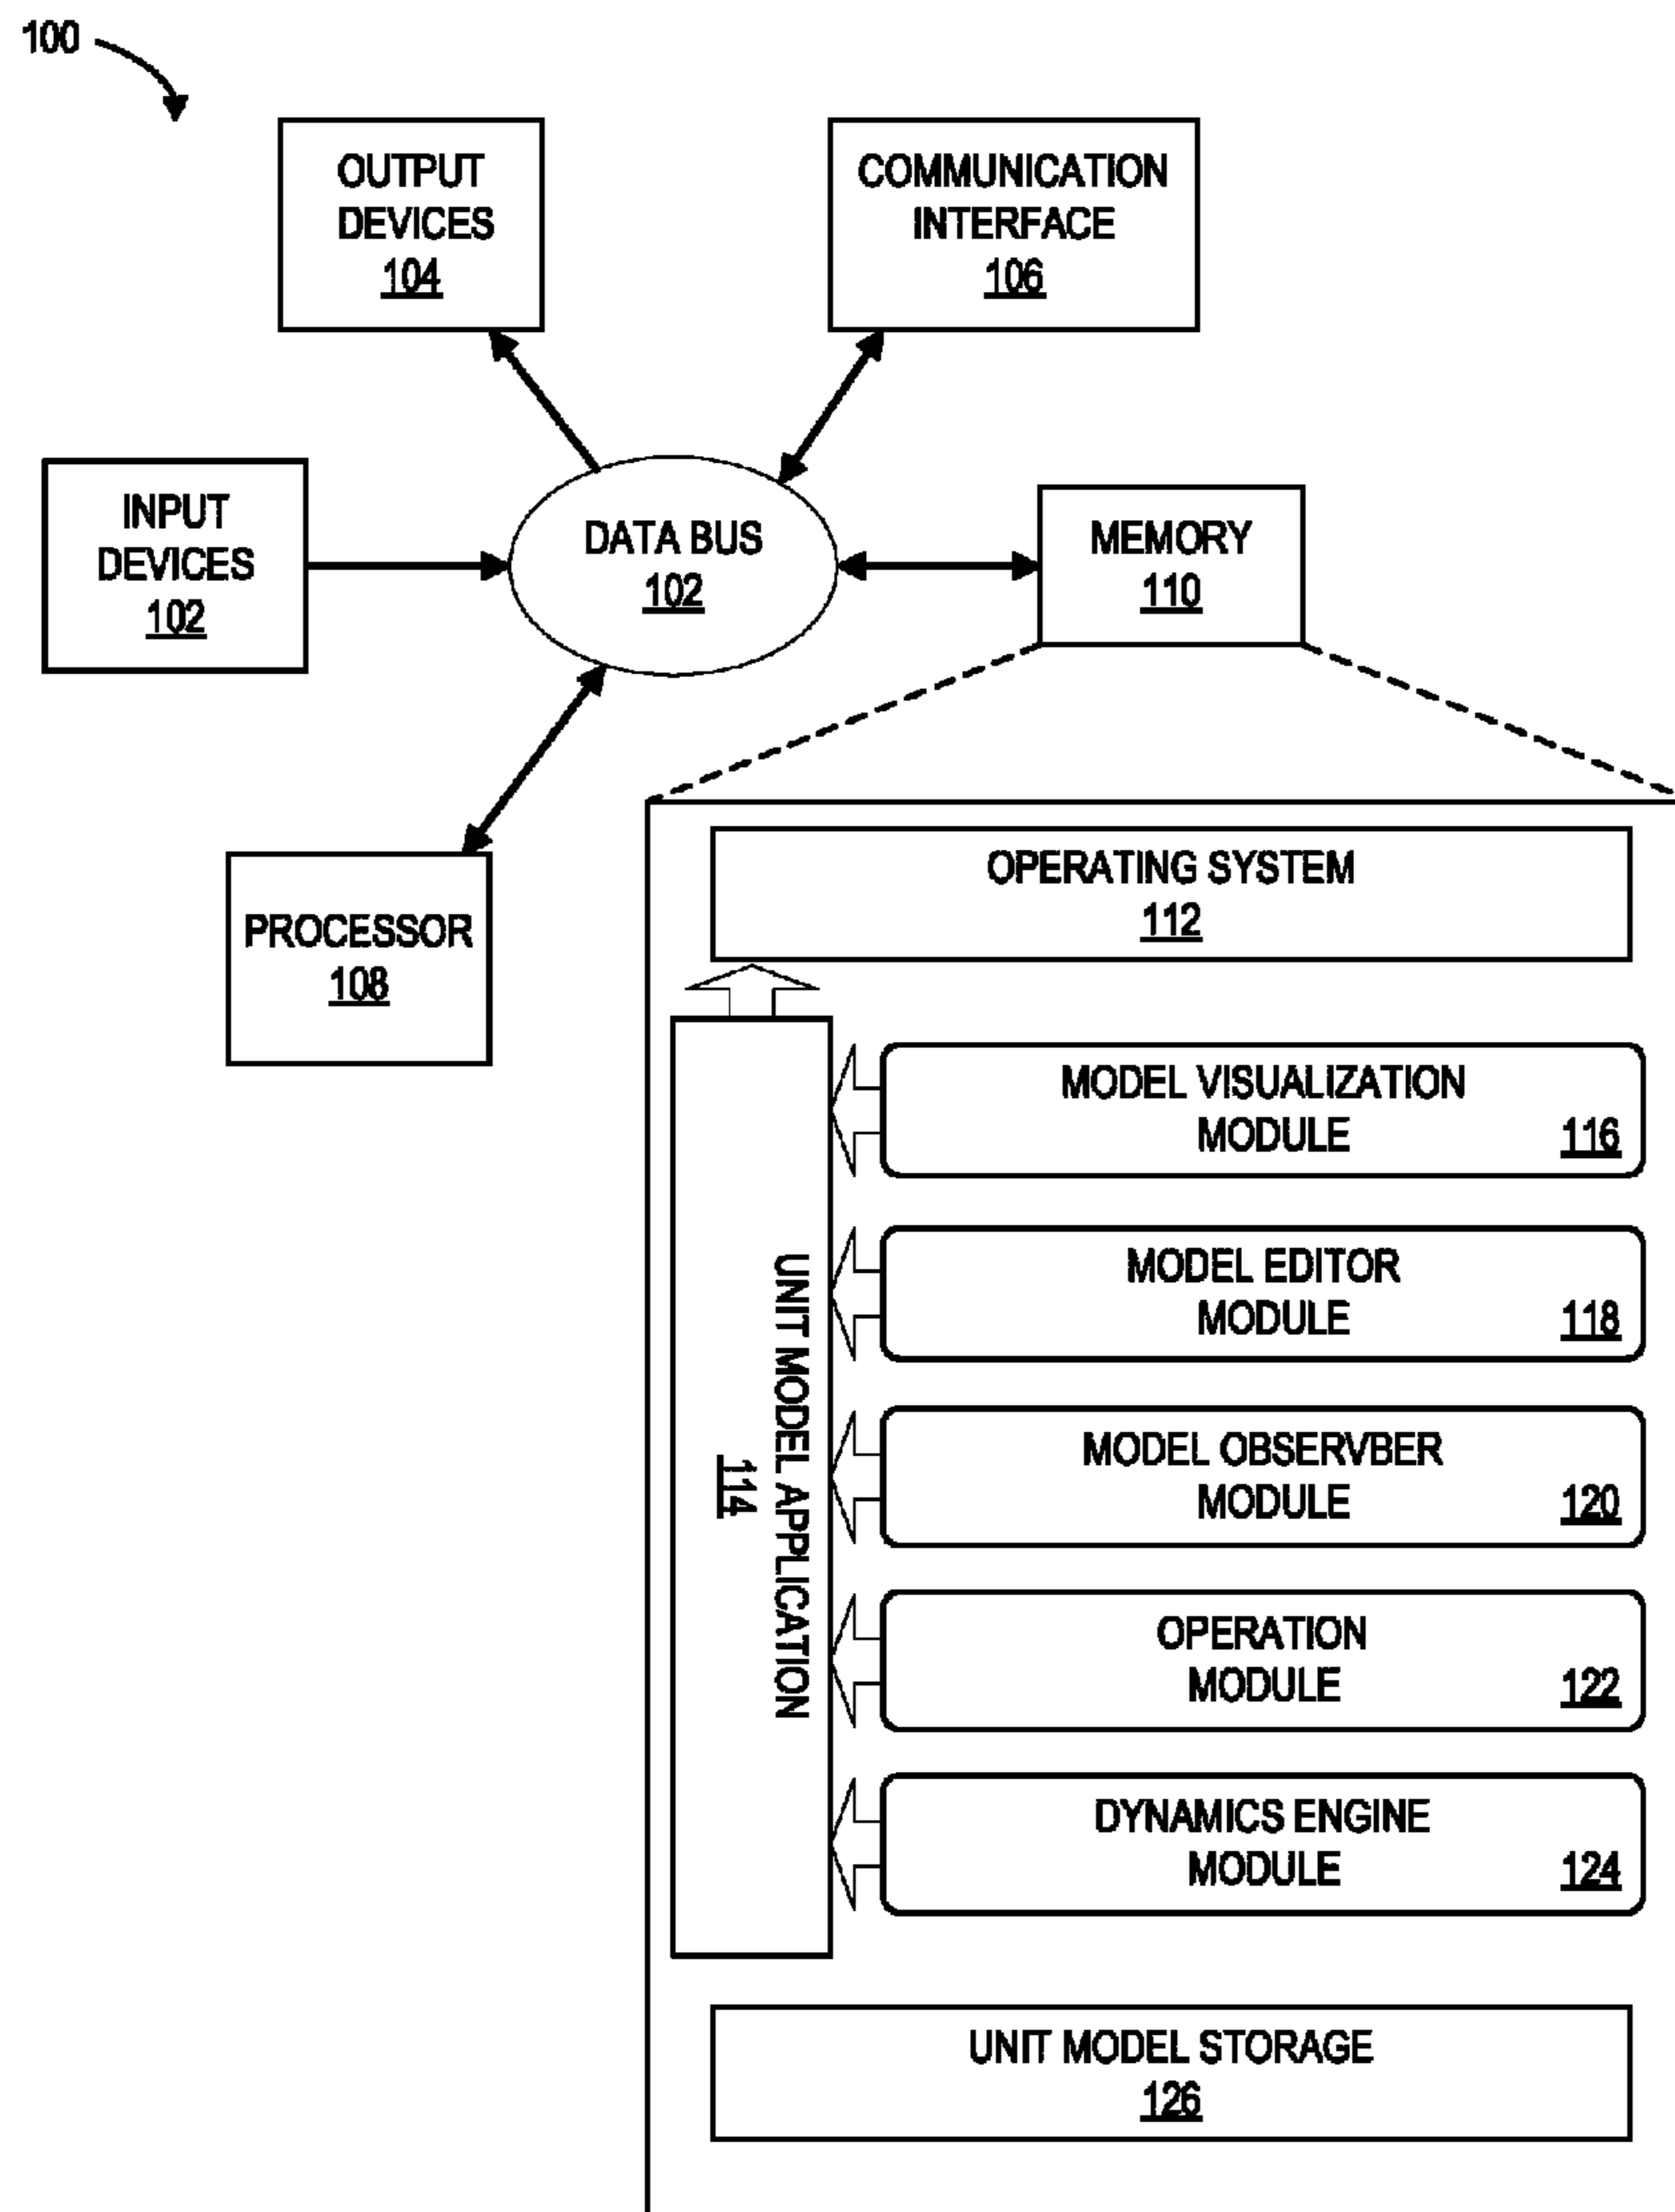 100
OUTPUT
DEVICES
104
COMMUNICATION
INTERFACE
106
INPUT
DEVICES
102
DATA BUS
102
MEMORY
110
PROCESSOR
108
OPERATING SYSTEM
112
UNIT MODEL APPLICATION
114
MODEL VISUALIZATION
MODULE
116
MODEL EDITOR
MODULE
118
MODEL OBSERVBER
MODULE
120
OPERATION
MODULE
122
DYNAMICS ENGINE
MODULE
124
UNIT MODEL STORAGE
126